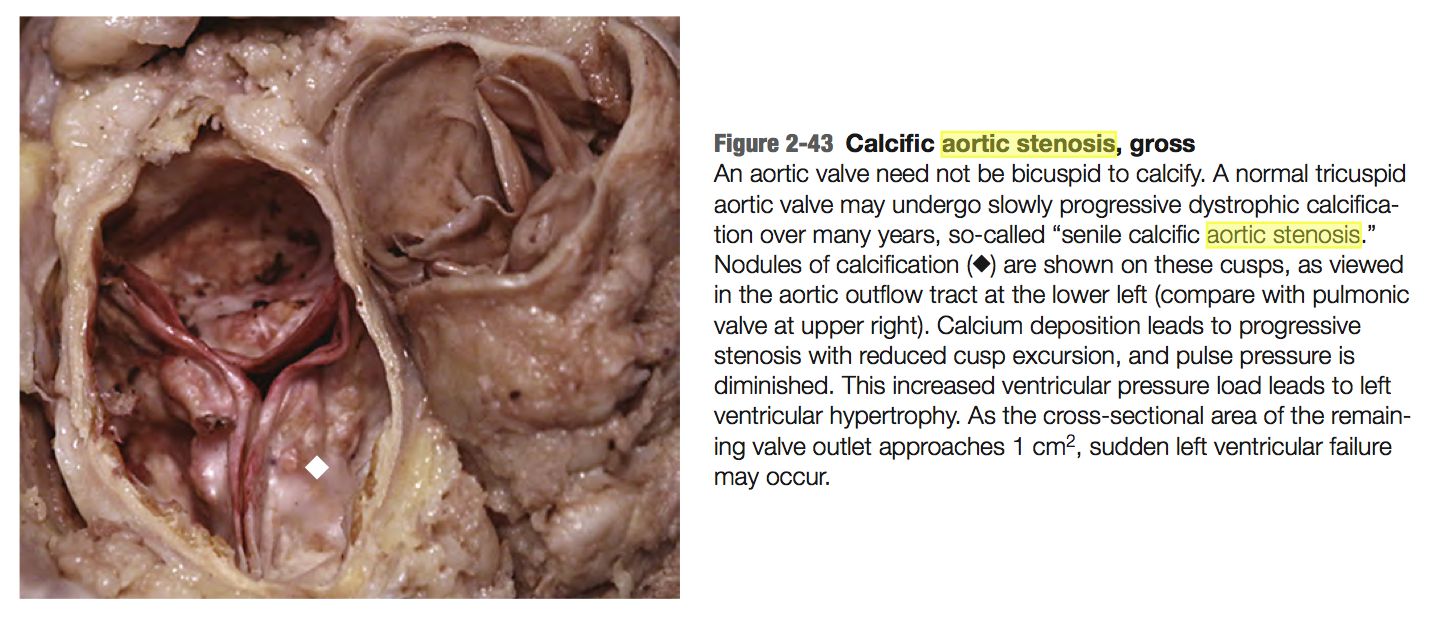 Figure 2-43 Calcific aortic stenosis, gross
An aortic valve need not be bicuspid to calcify. A normal tricuspid
aortic valve may undergo slowly progressive dystrophic calcifica-
tion over many years, so-called “senile calcific aortic stenosis.”
Nodules of calcification (◆) are shown on these cusps, as viewed
in the aortic outflow tract at the lower left (compare with pulmonic
valve at upper right). Calcium deposition leads to progressive
stenosis with reduced cusp excursion, and pulse pressure is
diminished. This increased ventricular pressure load leads to left
ventricular hypertrophy. As the cross-sectional area of the remain-
ing valve outlet approaches 1 cm², sudden left ventricular failure
may occur.